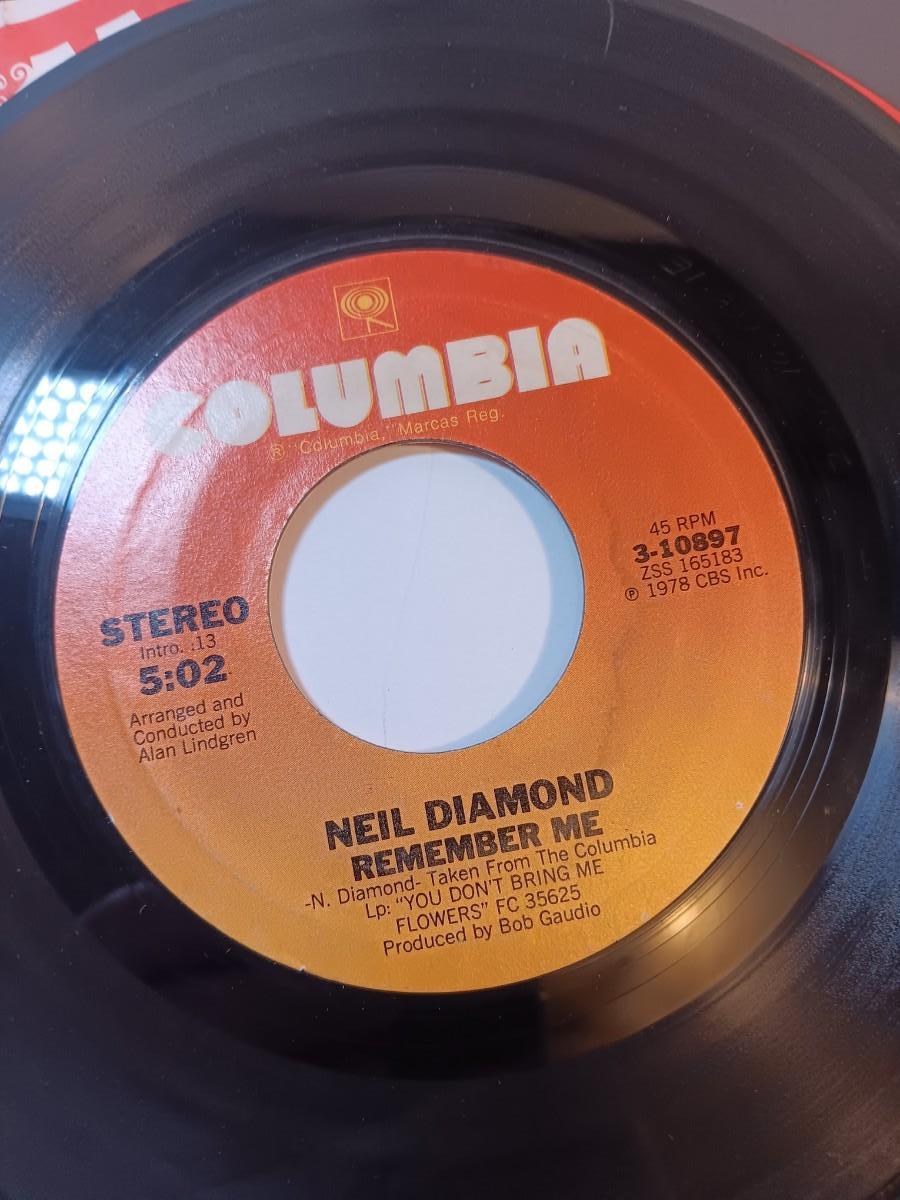 COLUMBIA
® "Columbia," Marcas Reg.
45 RPM
3-10897
ZSS 165183
℗ 1978 CBS Inc.
STEREO
Intro. :13
5:02
Arranged and
Conducted by
Alan Lindgren
NEIL DIAMOND
REMEMBER ME
-N. Diamond- Taken From The Columbia
Lp: "YOU DON'T BRING ME
FLOWERS" FC 35625
Produced by Bob Gaudio